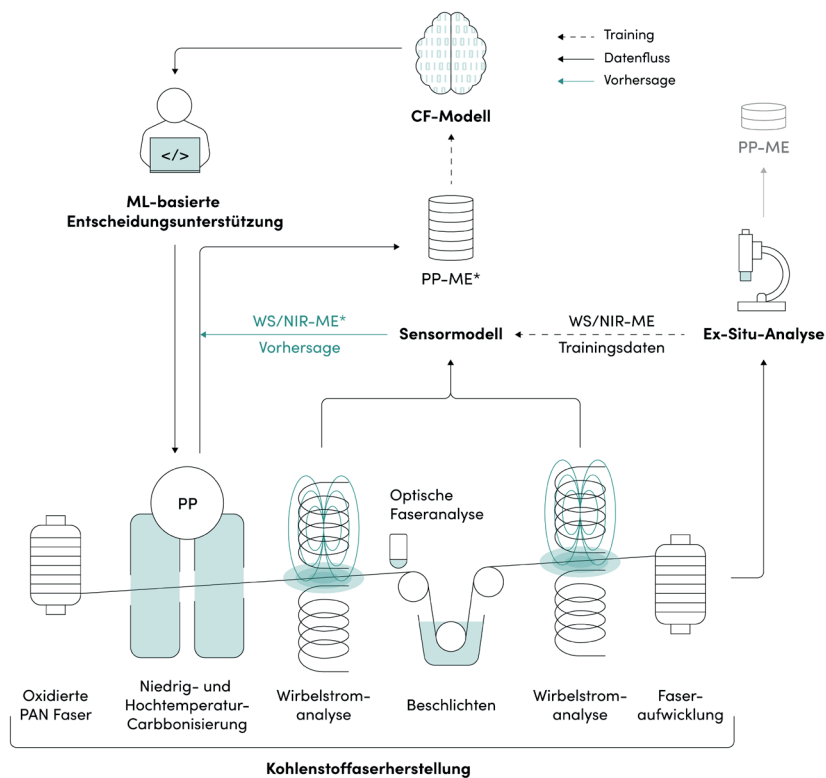 Training
Datenfluss
Vorhersage
CF-Modell
PP-ME
</>
ML-basierte
Entscheidungsunterstützung
PP-ME*
WS/NIR-ME*
Vorhersage
Sensormodell
WS/NIR-ME
Trainingsdaten
Ex-Situ-Analyse
PP
Optische
Faseranalyse
Oxidierte
PAN Faser
Niedrig- und
Hochtemperatur-
Carbbonisierung
Wirbelstrom-
analyse
Beschlichten
Wirbelstrom-
analyse
Faser-
aufwicklung
Kohlenstoffaserherstellung